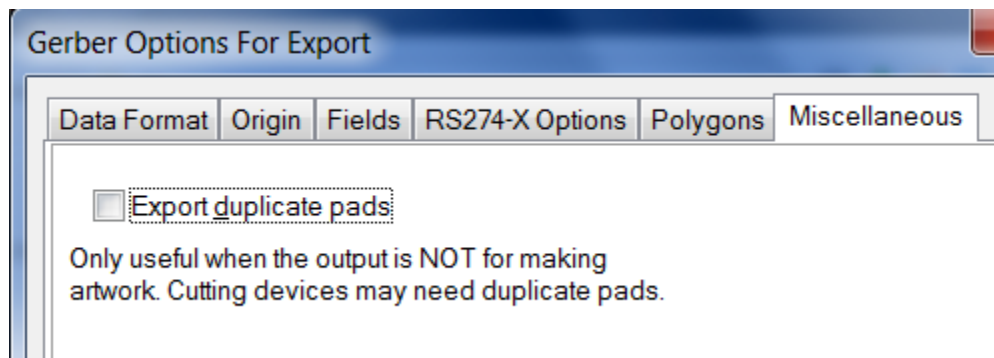 Gerber Options For Export
Data Format Origin Fields RS274-X Options Polygons Miscellaneous
Export duplicate pads
Only useful when the output is NOT for making
artwork. Cutting devices may need duplicate pads.